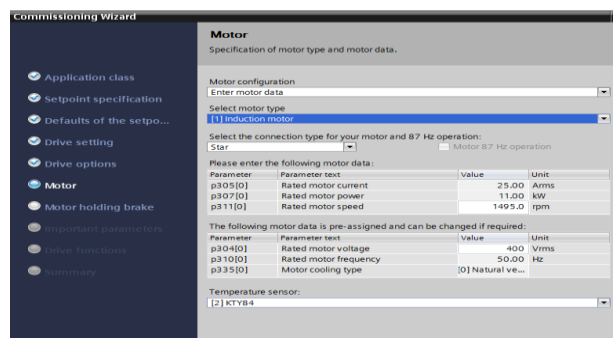 Commissioning Wizard
Motor
Specification of motor type and motor data.
Application class
Setpoint specification
Defaults of the setpo...
Drive setting
Drive options
Motor
Motor holding brake
Important parameters
Drive functions
Summary
Motor configuration
Enter motor data
Select motor type
[1] Induction motor
Select the connection type for your motor and 87 Hz operation:
Star Motor 87 Hz operation
Please enter the following motor data:
Parameter Parameter text Value Unit
p305[0] Rated motor current 25.00 Arms
p307[0] Rated motor power 11.00 kW
p311[0] Rated motor speed 1495.0 rpm
The following motor data is pre-assigned and can be changed if required:
Parameter Parameter text Value Unit
p304[0] Rated motor voltage 400 Vrms
p310[0] Rated motor frequency 50.00 Hz
p335[0] Motor cooling type [0] Natural ve...
Temperature sensor:
[2] KTY84